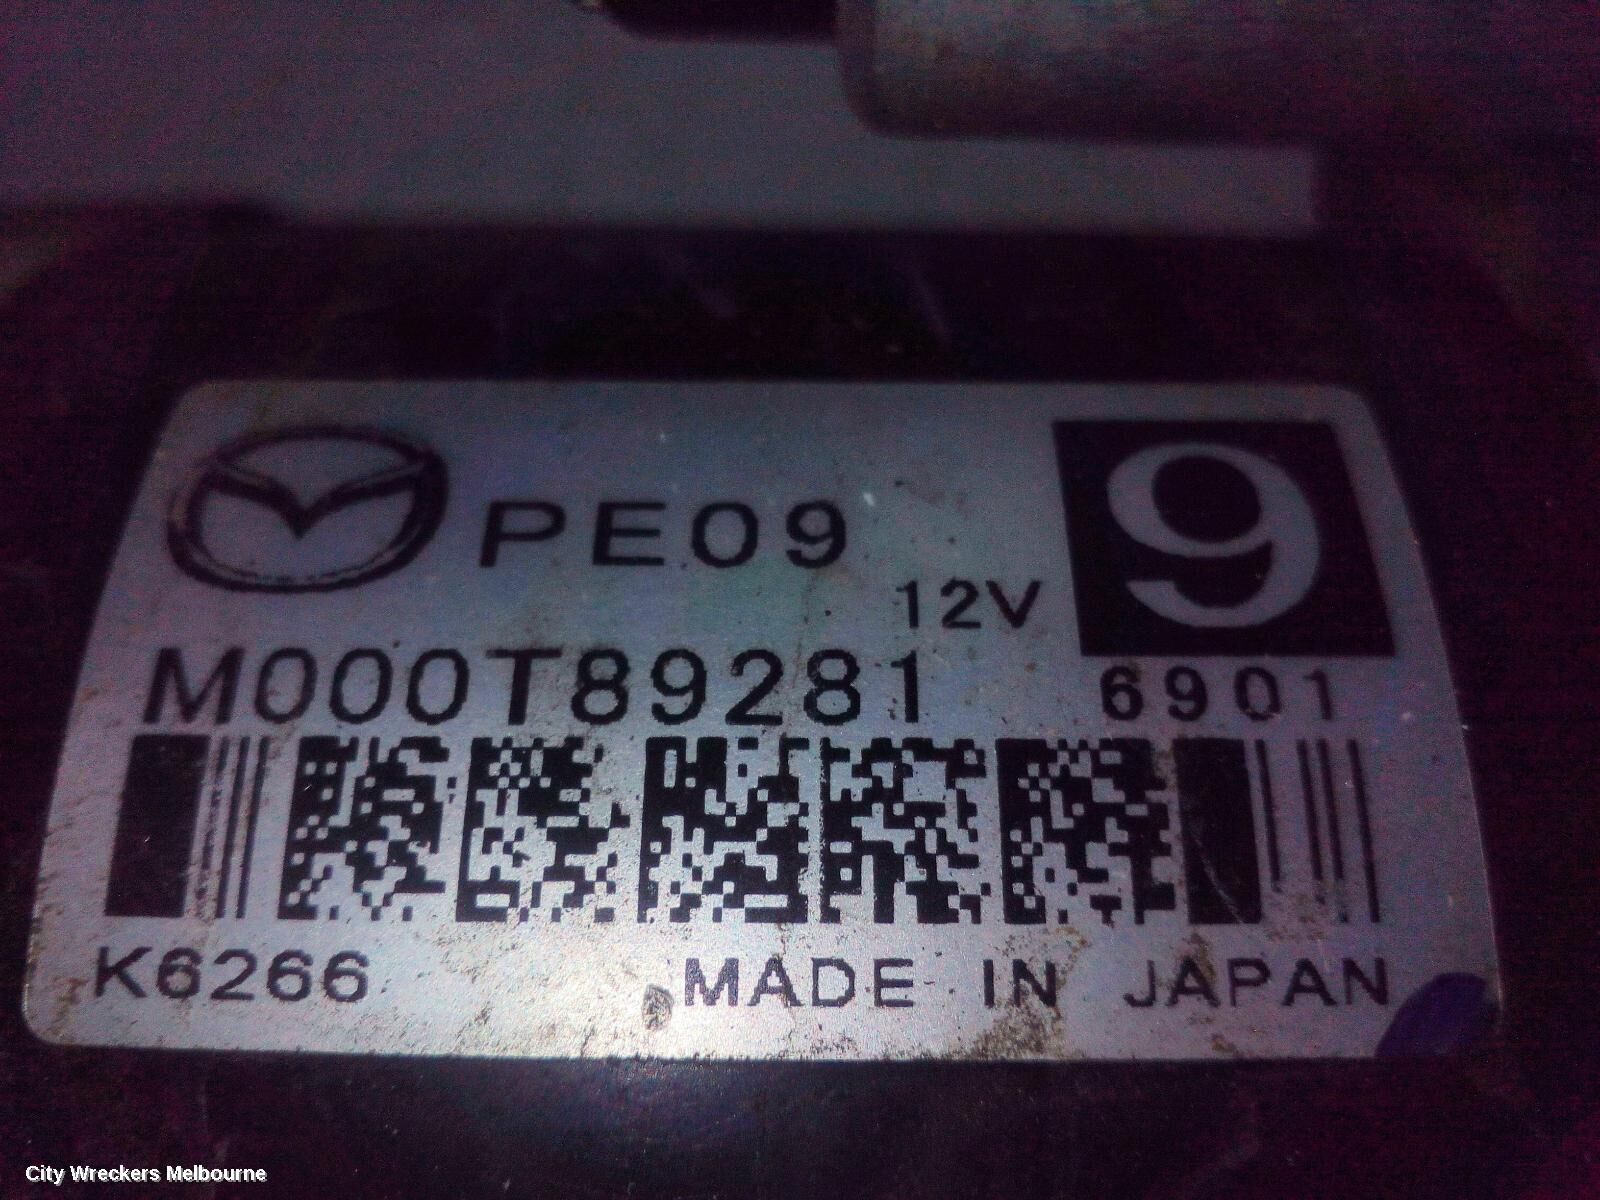 PE09
9
12V
M000T89281
6901
K6266
MADE IN JAPAN
City Wreckers Melbourne